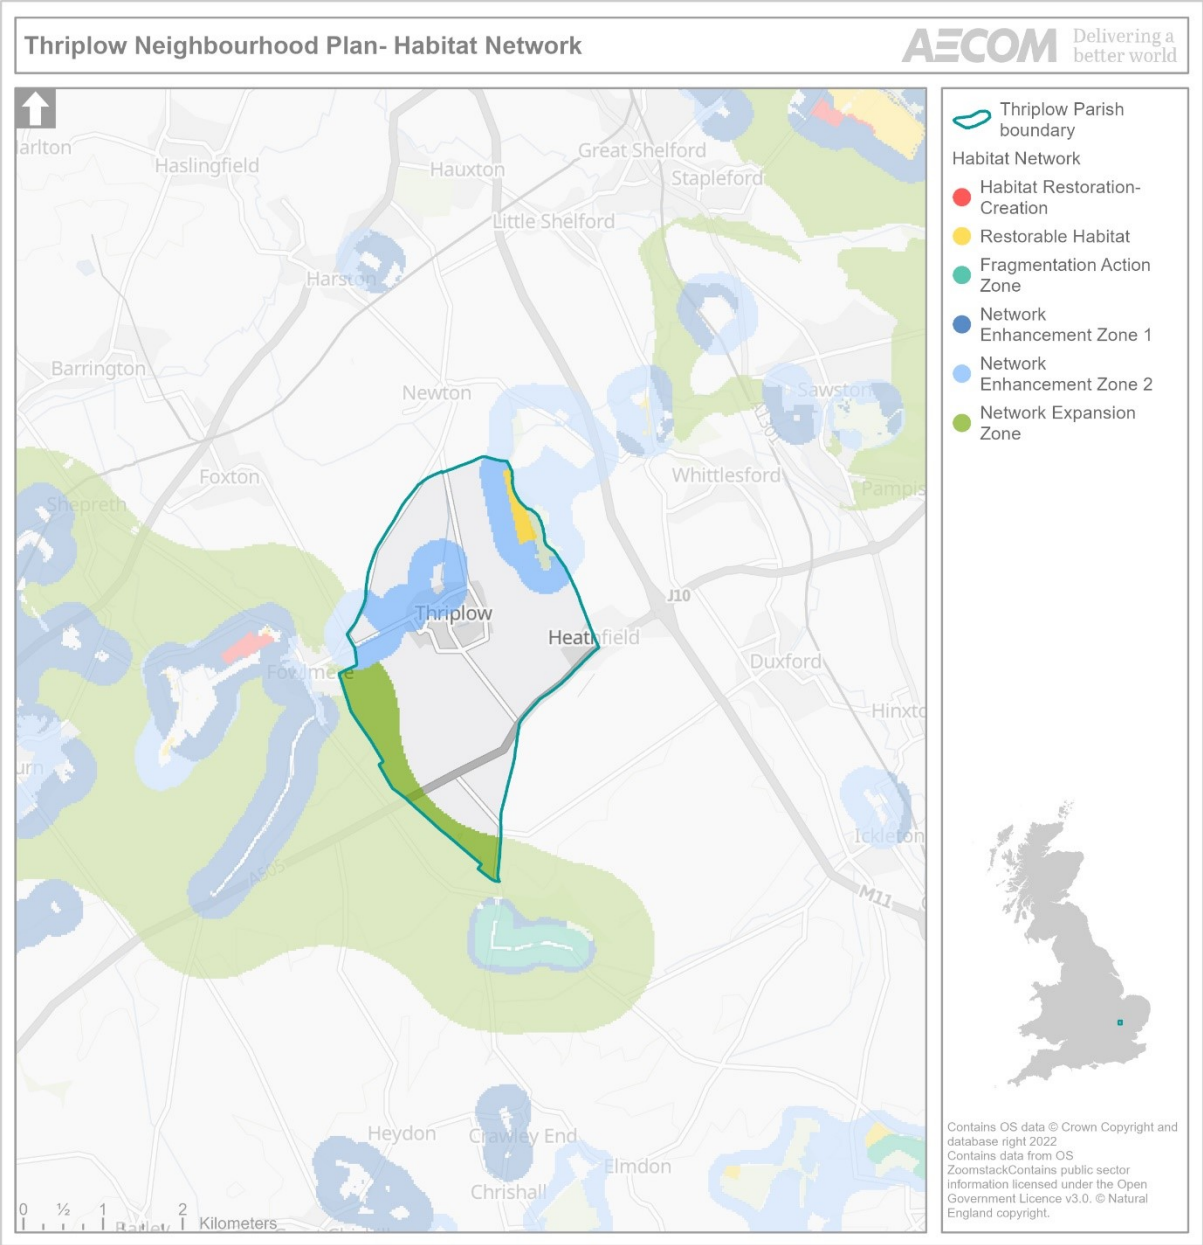 Thriplow Neighbourhood Plan- Habitat Network
AECOM
Delivering a
better world
Haslingfield
Hauxton
Great Shelford
Stapleford
Little Shelford
Harston
Barrington
Newton
Sawston
Foxton
Whittlesford
Shepreth
Thriplow
J10
Heathfield
Fowlmere
Duxford
Ickleton
A505
M11
Heydon
Crawley End
Elmdon
Chrishall
0 ½ 1 2 Kilometers
Thriplow Parish
boundary
Habitat Network
Habitat Restoration-
Creation
Restorable Habitat
Fragmentation Action
Zone
Network
Enhancement Zone 1
Network
Enhancement Zone 2
Network Expansion
Zone
Contains OS data © Crown Copyright and
database right 2022
Contains data from OS
ZoomstackContains public sector
information licensed under the Open
Government Licence v3.0. © Natural
England copyright.